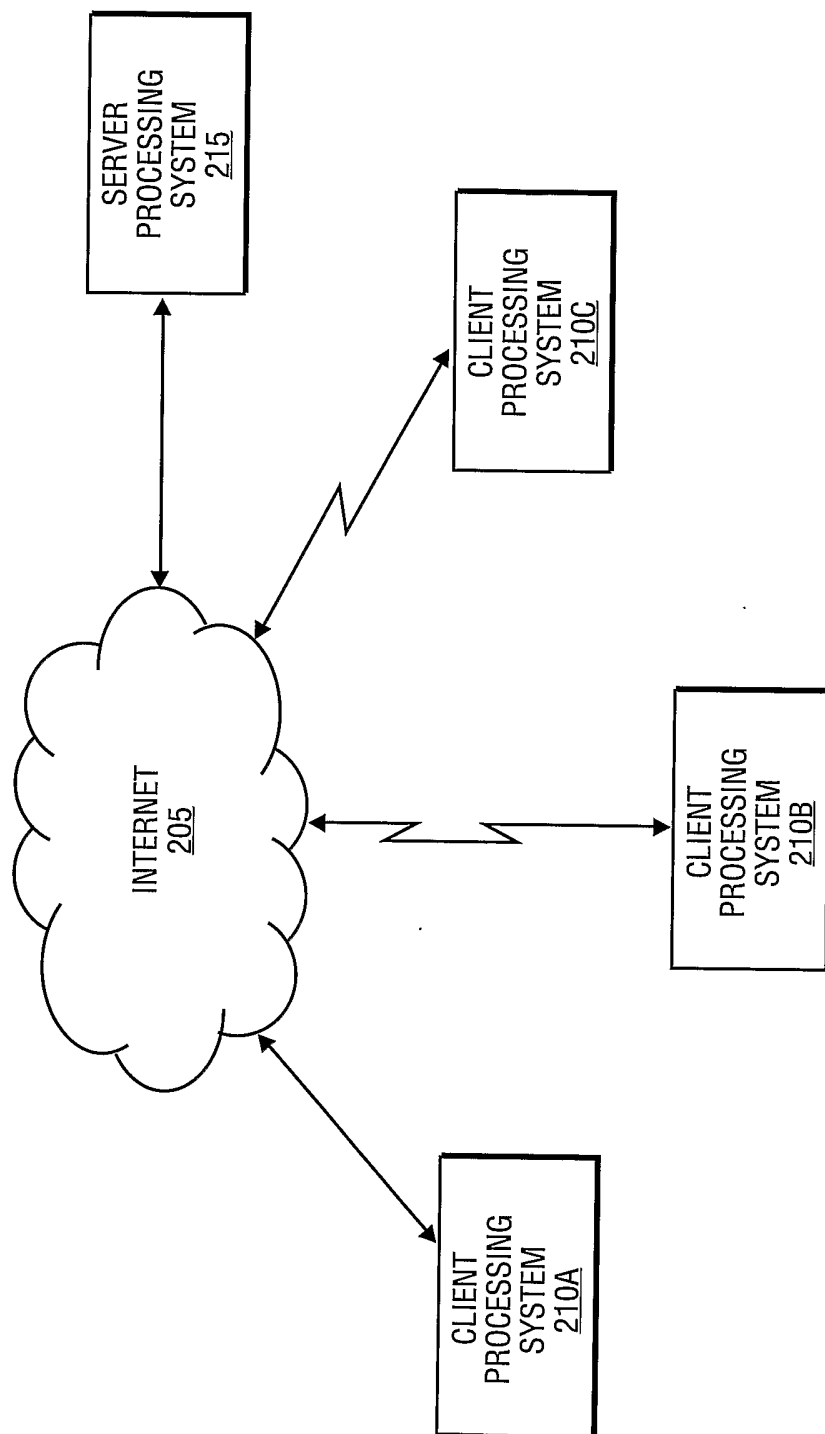 SERVER
PROCESSING
SYSTEM
215
INTERNET
205
CLIENT
PROCESSING
SYSTEM
210C
CLIENT
PROCESSING
SYSTEM
210B
CLIENT
PROCESSING
SYSTEM
210A